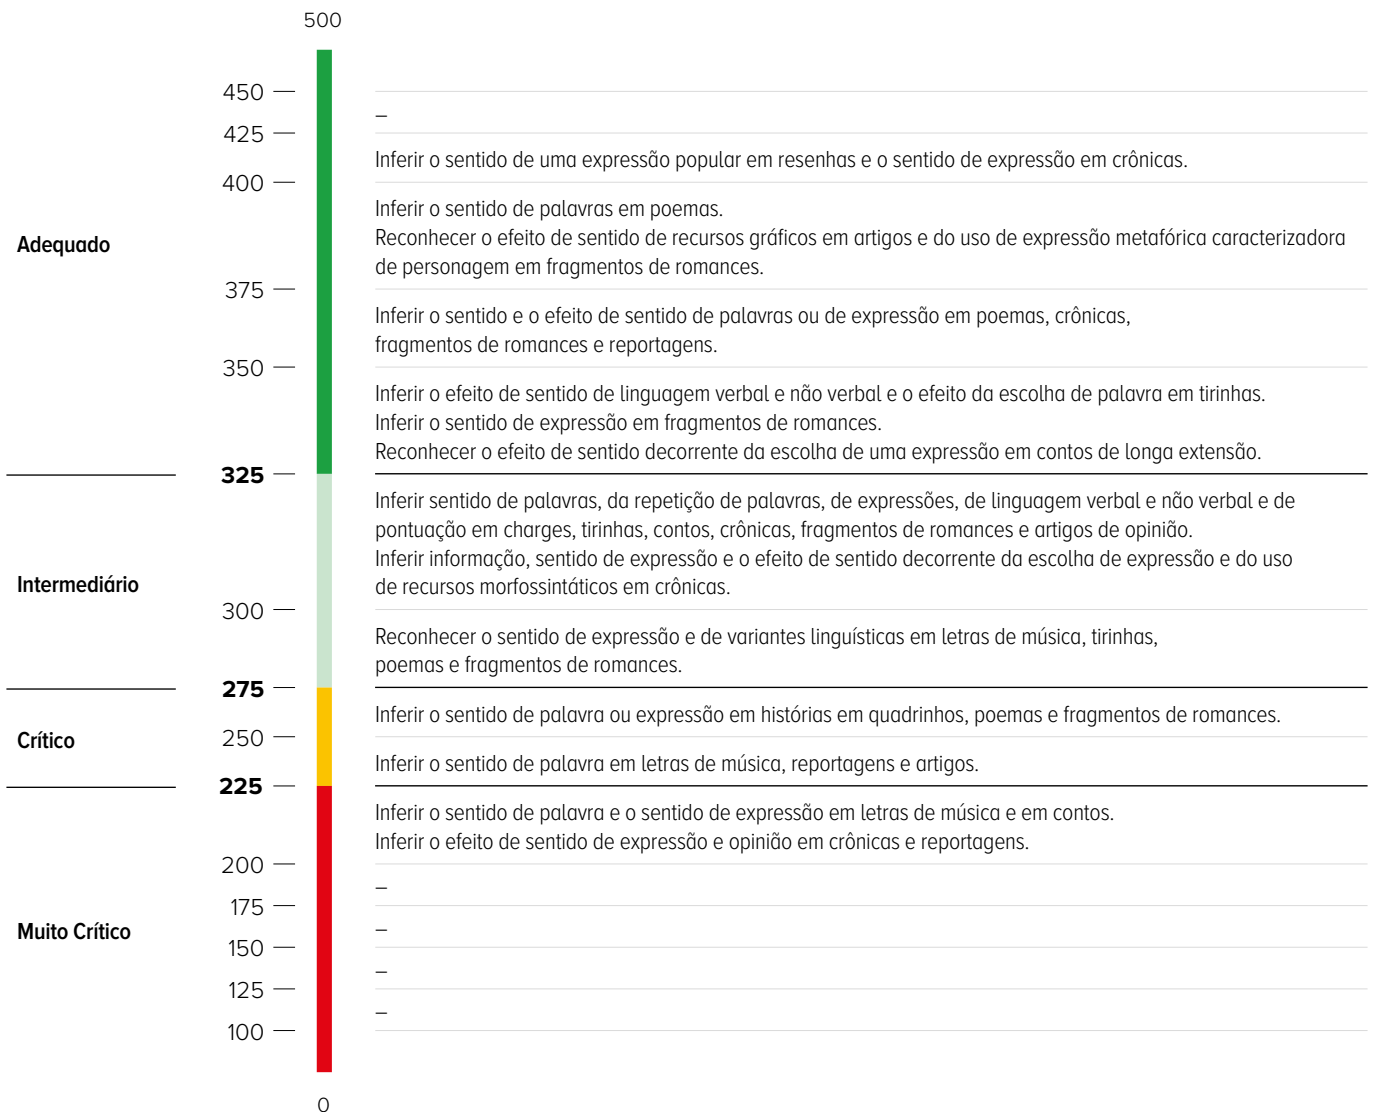 500
450
–
425
Inferir o sentido de uma expressão popular em resenhas e o sentido de expressão em crônicas.
400
Inferir o sentido de palavras em poemas.
Reconhecer o efeito de sentido de recursos gráficos em artigos e do uso de expressão metafórica caracterizadora
de personagem em fragmentos de romances.
Adequado
375
Inferir o sentido e o efeito de sentido de palavras ou de expressão em poemas, crônicas,
fragmentos de romances e reportagens.
350
Inferir o efeito de sentido de linguagem verbal e não verbal e o efeito da escolha de palavra em tirinhas.
Inferir o sentido de expressão em fragmentos de romances.
Reconhecer o efeito de sentido decorrente da escolha de uma expressão em contos de longa extensão.
325
Inferir sentido de palavras, da repetição de palavras, de expressões, de linguagem verbal e não verbal e de
pontuação em charges, tirinhas, contos, crônicas, fragmentos de romances e artigos de opinião.
Inferir informação, sentido de expressão e o efeito de sentido decorrente da escolha de expressão e do uso
de recursos morfossintáticos em crônicas.
Intermediário
300
Reconhecer o sentido de expressão e de variantes linguísticas em letras de música, tirinhas,
poemas e fragmentos de romances.
275
Inferir o sentido de palavra ou expressão em histórias em quadrinhos, poemas e fragmentos de romances.
Crítico
250
Inferir o sentido de palavra em letras de música, reportagens e artigos.
225
Inferir o sentido de palavra e o sentido de expressão em letras de música e em contos.
Inferir o efeito de sentido de expressão e opinião em crônicas e reportagens.
200
–
175
–
Muito Crítico
150
–
125
–
100
0